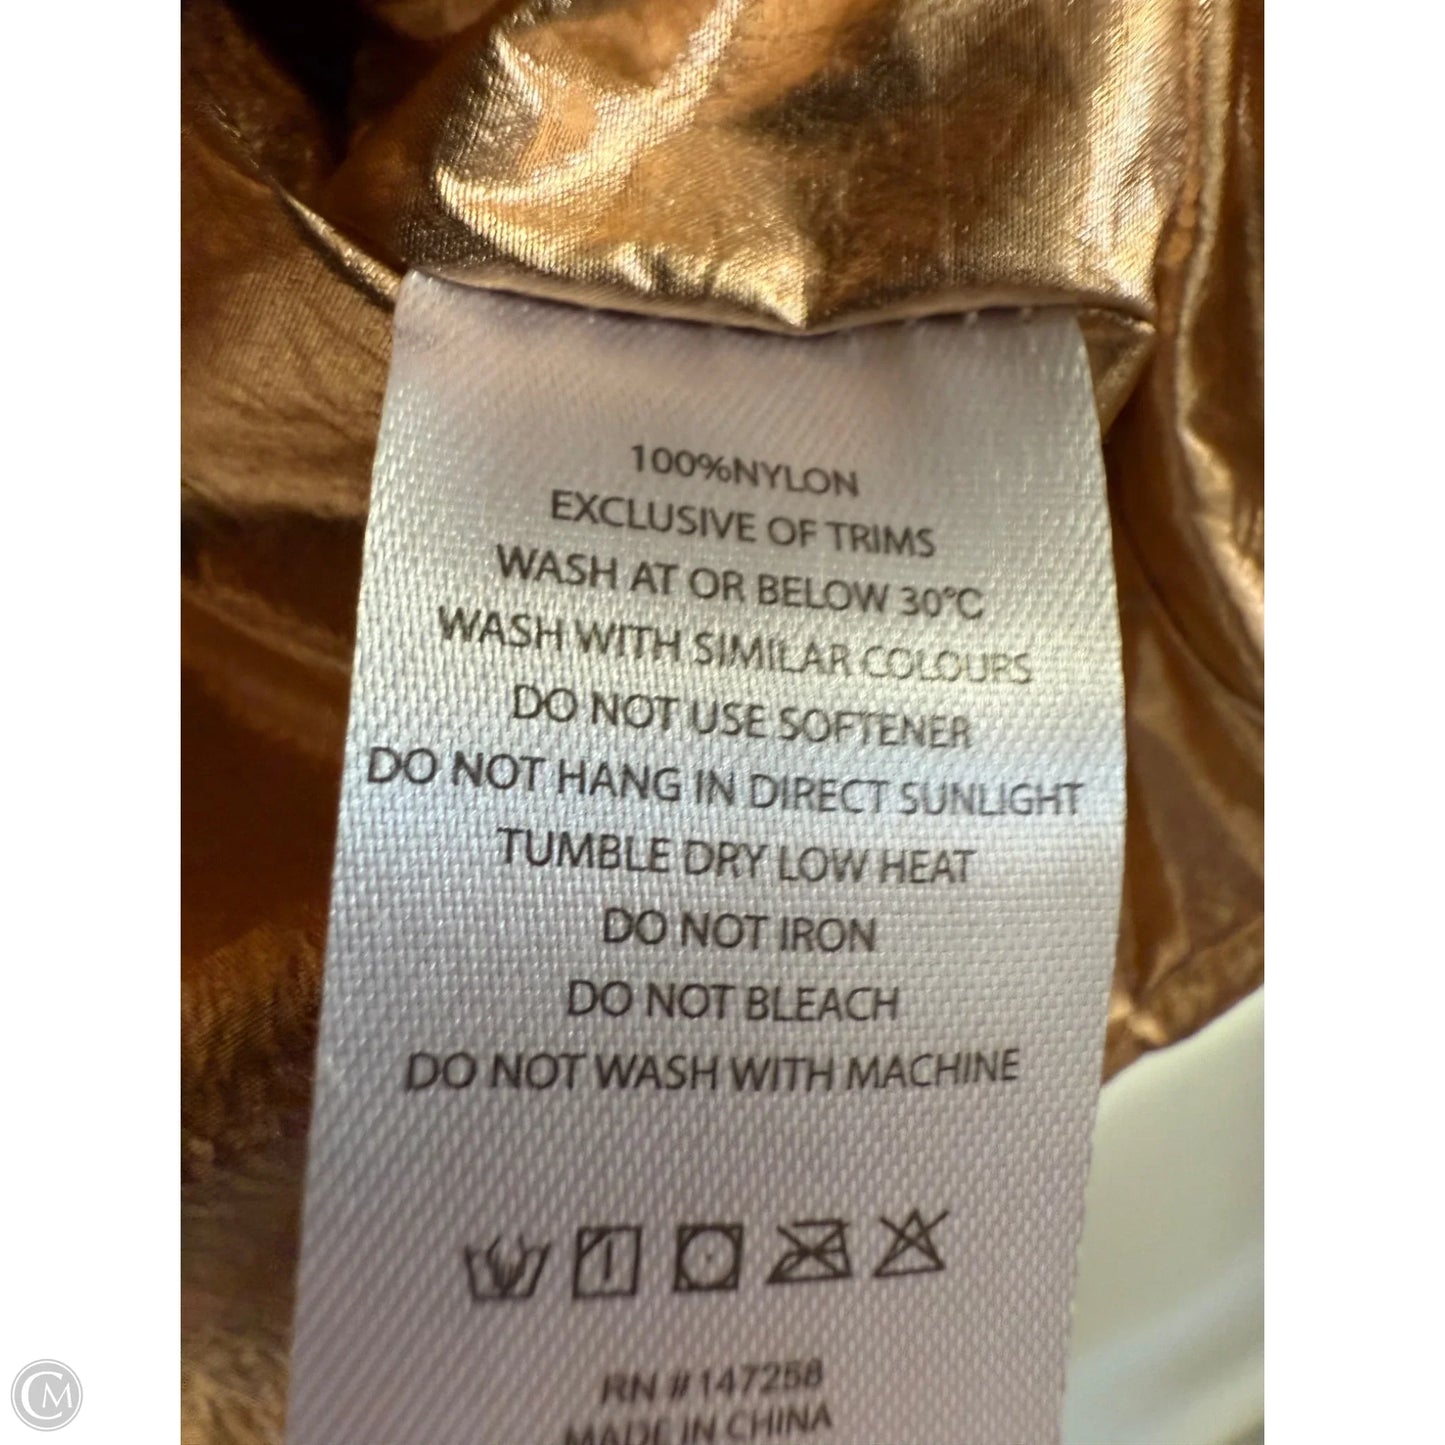 100%NYLON
EXCLUSIVE OF TRIMS
WASH AT OR BELOW 30°C
WASH WITH SIMILAR COLOURS
DO NOT USE SOFTENER
DO NOT HANG IN DIRECT SUNLIGHT
TUMBLE DRY LOW HEAT
DO NOT IRON
DO NOT BLEACH
DO NOT WASH WITH MACHINE
RN # 147258
MADE IN CHINA
CM